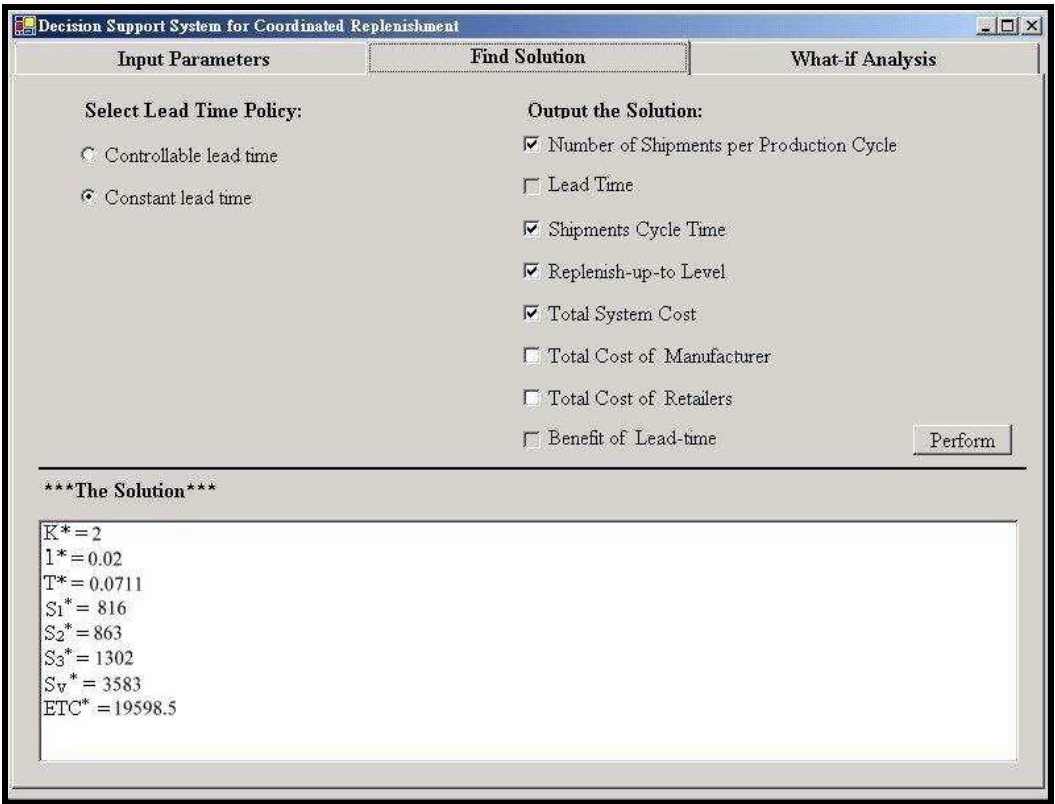 Decision Support System for Coordinated Replenishment
Input Parameters
Find Solution
What-if Analysis
Select Lead Time Policy:
Controllable lead time
Constant lead time
Output the Solution:
Number of Shipments per Production Cycle
Lead Time
Shipments Cycle Time
Replenish-up-to Level
Total System Cost
Total Cost of Manufacturer
Total Cost of Retailers
Benefit of Lead-time
Perform
***The Solution***
K* = 2
l* = 0.02
T* = 0.0711
S₁* = 816
S₂* = 863
S₃* = 1302
Sᵥ* = 3583
ETC* = 19598.5